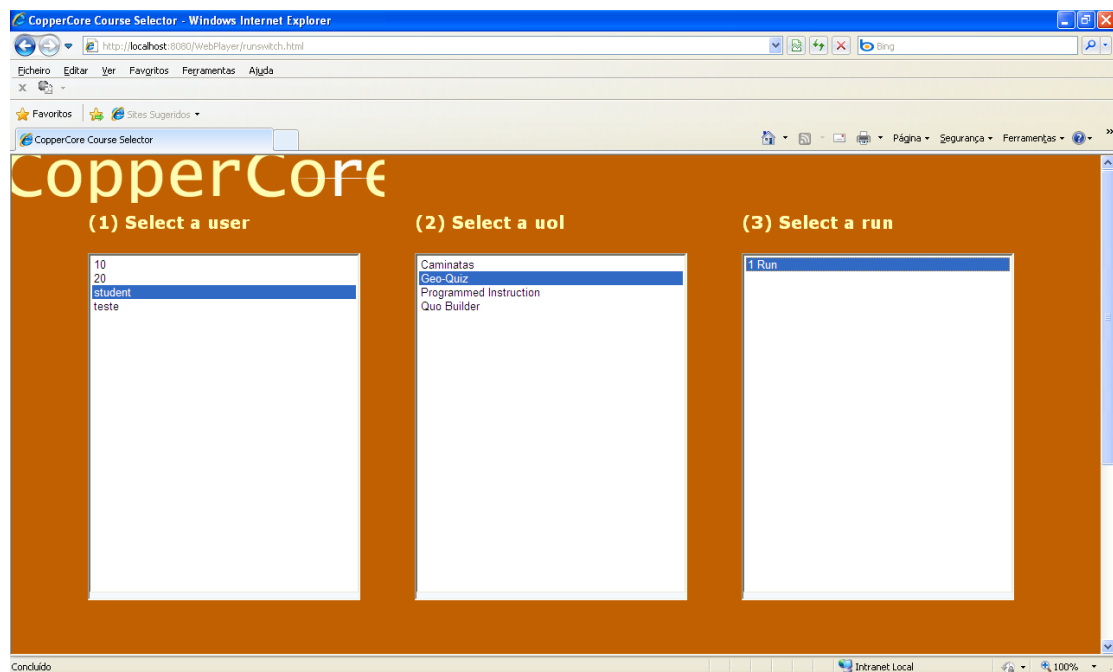 CopperCore Course Selector - Windows Internet Explorer
http://localhost:8080/WebPlayer/runswitch.html
Bing
Ficheiro Editar Ver Favoritos Ferramentas Ajuda
x
Favoritos Sites Sugeridos
CopperCore Course Selector
Página Segurança Ferramentas »
CopperCore
(1) Select a user (2) Select a uol (3) Select a run
10 Caminatas 1 Run
20 Geo-Quiz
student Programmed Instruction
teste Quo Builder
Concluído Intranet Local 100%